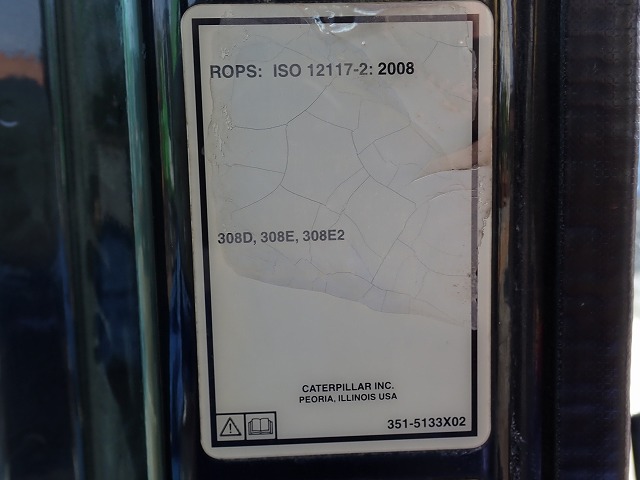 ROPS: ISO 12117-2: 2008
308D, 308E, 308E2
CATERPILLAR INC.
PEORIA, ILLINOIS USA
351-5133X02